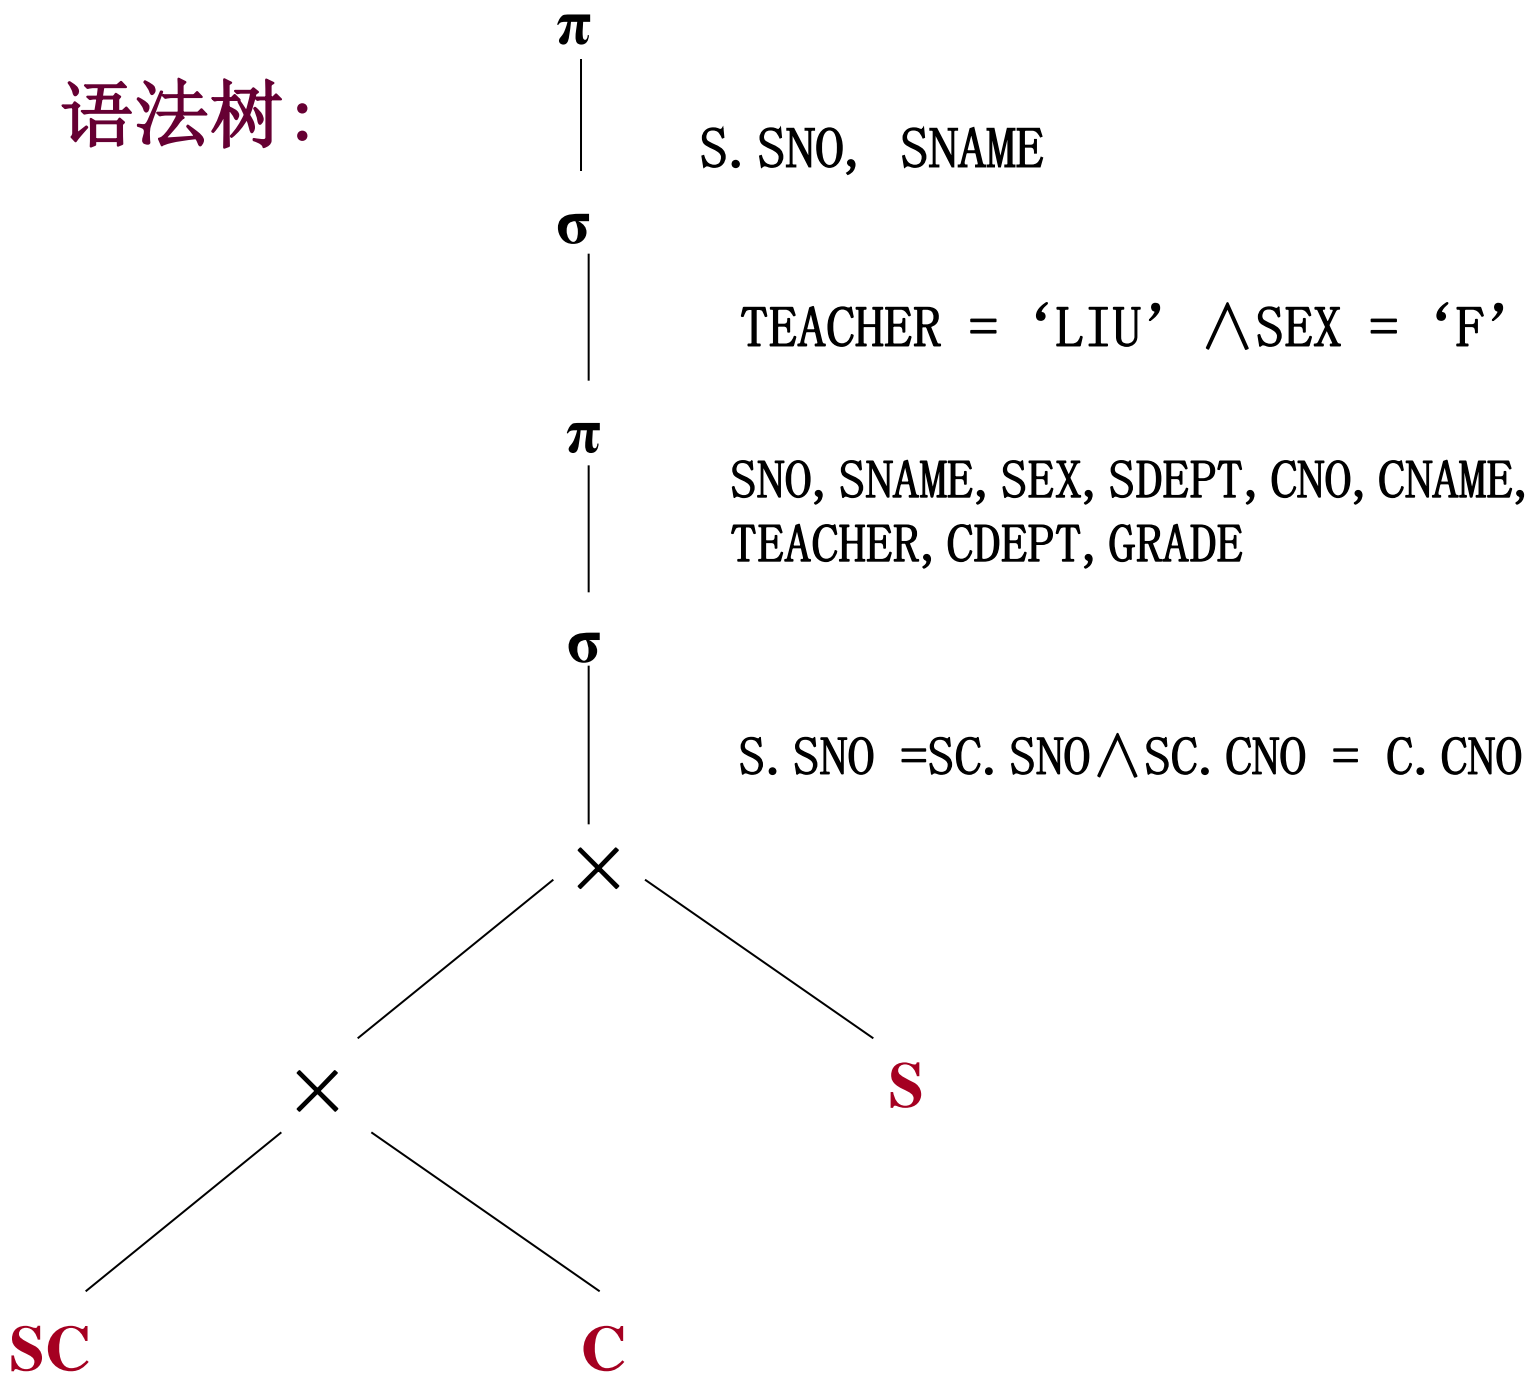 π
语法树:
S.SNO, SNAME
σ
TEACHER = ‘LIU’ ∧SEX = ‘F’
π
SNO,SNAME,SEX,SDEPT,CNO,CNAME,
TEACHER,CDEPT,GRADE
σ
S.SNO =SC.SNO∧SC.CNO = C.CNO
×
×
S
SC
C